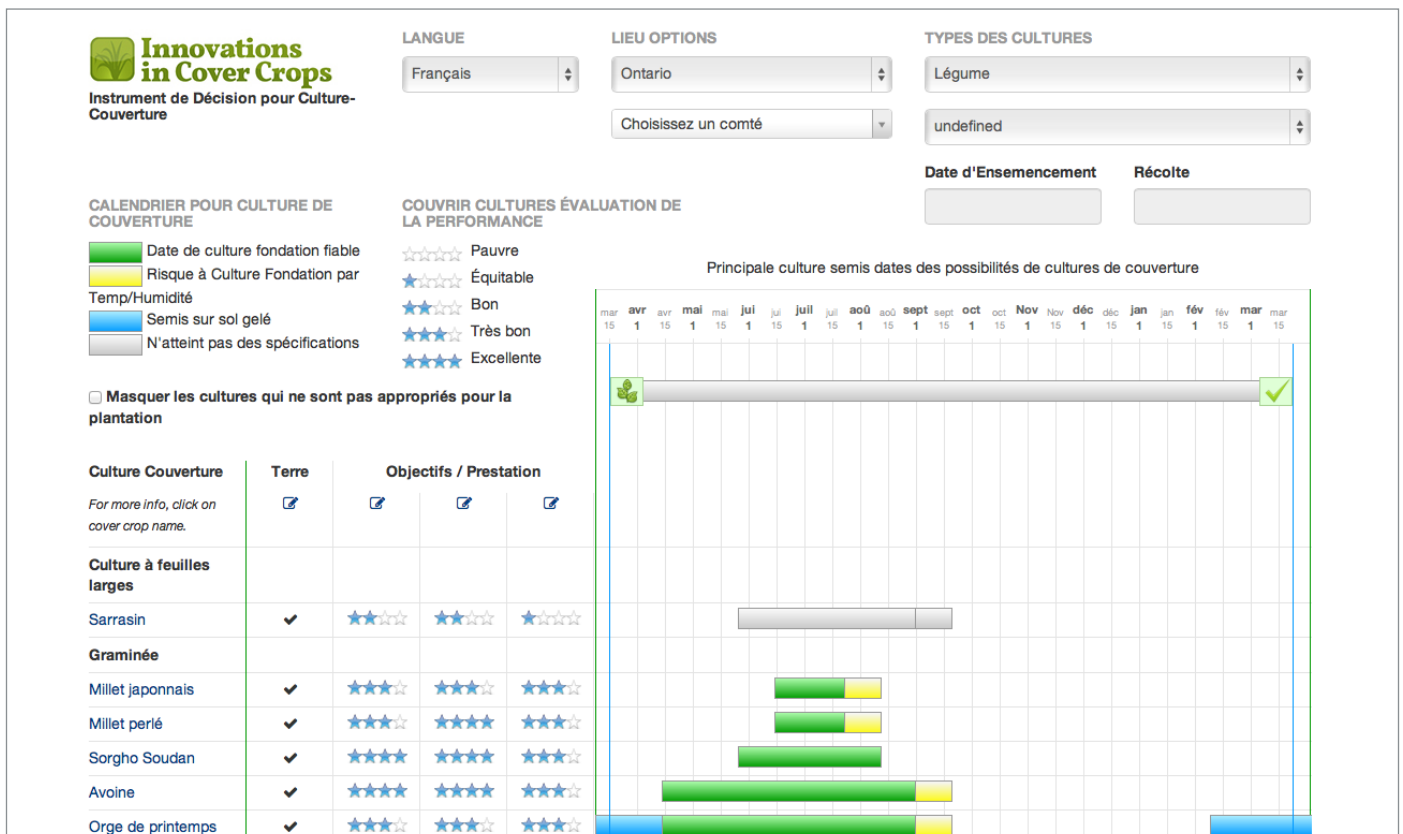 Innovations
in Cover Crops
Instrument de Décision pour Culture-
Couverture
LANGUE
Français
LIEU OPTIONS
Ontario
Choisissez un comté
TYPES DES CULTURES
Légume
undefined
Date d'Ensemencement
Récolte
CALENDRIER POUR CULTURE DE
COUVERTURE
Date de culture fondation fiable
Risque à Culture Fondation par
Temp/Humidité
Semis sur sol gelé
N'atteint pas des spécifications
COUVRIR CULTURES ÉVALUATION DE
LA PERFORMANCE
Pauvre
Équitable
Bon
Très bon
Excellente
Masquer les cultures qui ne sont pas appropriés pour la
plantation
Principale culture semis dates des possibilités de cultures de couverture
mar avr avr mai mai jui jui juil juil aoû aoû sept sept oct oct Nov Nov déc déc jan jan fév fév mar mar
15 1 15 1 15 1 15 1 15 1 15 1 15 1 15 1 15 1 15 1 15 1 15 1 15
Culture Couverture Terre Objectifs / Prestation
For more info, click on
cover crop name.
Culture à feuilles
larges
Sarrasin
Graminée
Millet japonnais
Millet perlé
Sorgho Soudan
Avoine
Orge de printemps